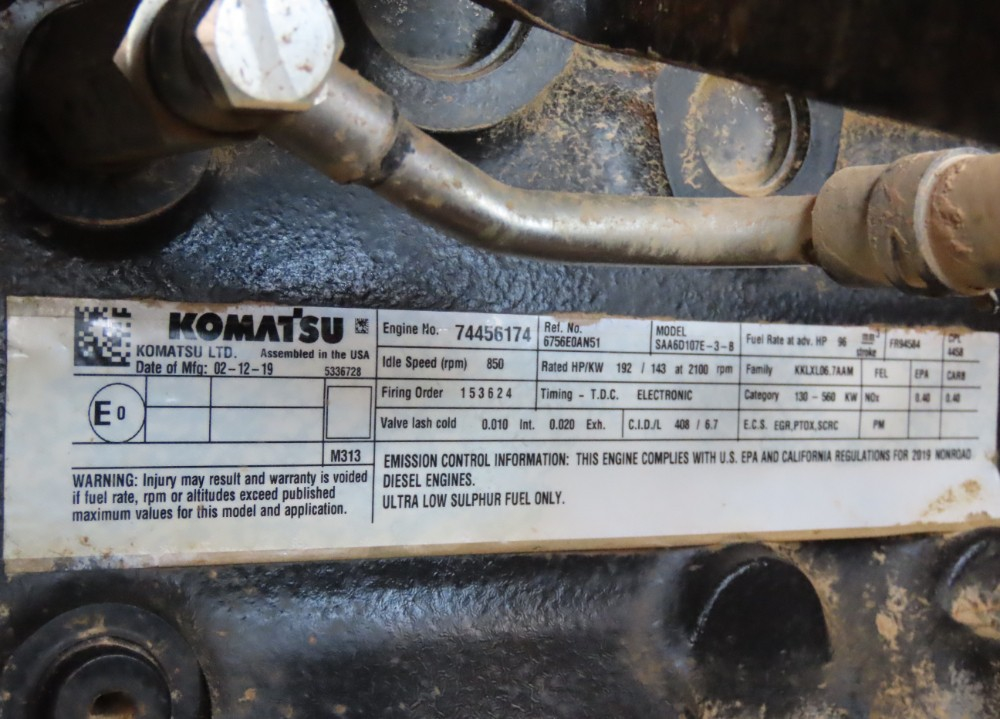 KOMATSU
KOMATSU LTD. Assembled in the USA
Date of Mfg: 02-12-19 5336728
E0
M313
WARNING: Injury may result and warranty is voided
if fuel rate, rpm or altitudes exceed published
maximum values for this model and application.
Engine No. 74456174
Ref. No.
6756E0AN51
MODEL
SAA6D107E-3-B
Fuel Rate at adv. HP 96 mm³
stroke
FR94584
CPL
4458
Idle Speed (rpm) 850
Rated HP/KW 192 / 143 at 2100 rpm
Family KKLXL06.7AAM
FEL EPA CARB
Firing Order 153624
Timing - T.D.C. ELECTRONIC
Category 130 - 560 KW
NOx 0.40 0.40
Valve lash cold 0.010 Int. 0.020 Exh.
C.I.D./L 408 / 6.7
E.C.S. EGR,PTOX,SCRC
PM
EMISSION CONTROL INFORMATION: THIS ENGINE COMPLIES WITH U.S. EPA AND CALIFORNIA REGULATIONS FOR 2019 NONROAD
DIESEL ENGINES.
ULTRA LOW SULPHUR FUEL ONLY.